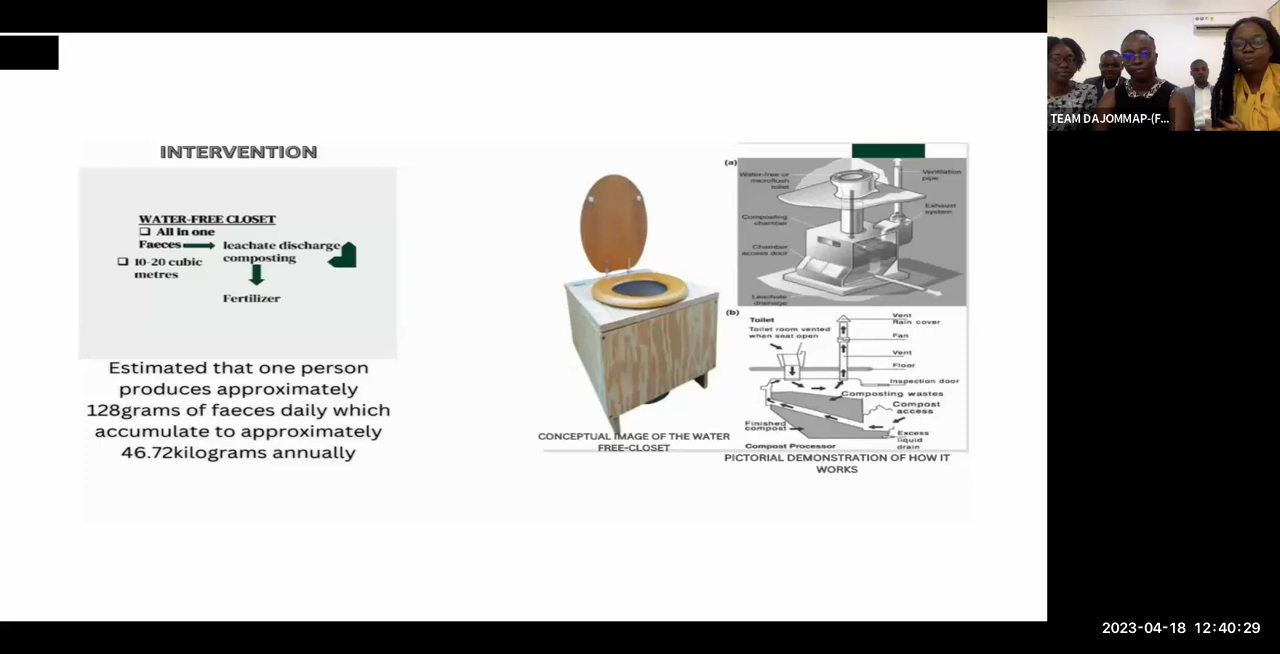 INTERVENTION
WATER-FREE CLOSET
All in one
Faeces leachate discharge
composting
10-20 cubic
metres
Fertilizer
Estimated that one person
produces approximately
128grams of faeces daily which
accumulate to approximately
46.72kilograms annually
CONCEPTUAL IMAGE OF THE WATER
FREE-CLOSET
(a)
Water-free or
microflush
toilet
Ventilation
pipe
Composting
chamber
Exhaust
system
Chamber
access door
Leachate
drainage
(b)
Toilet
Toilet room vented
when seat open
Vent
Rain cover
Fan
Vent
Floor
Inspection door
Composting wastes
Compost
access
Finished
compost
Excess
liquid
drain
Compost Processor
PICTORIAL DEMONSTRATION OF HOW IT
WORKS
TEAM DAJOMMAP-(F...
2023-04-18 12:40:29